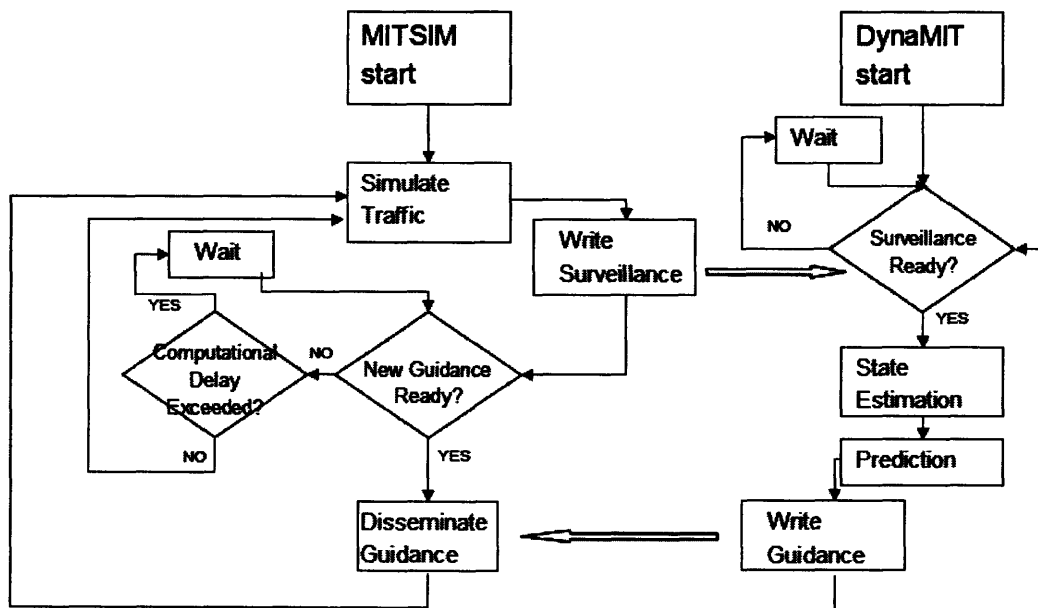 MITSIM
start
DynaMIT
start
Wait
Simulate
Traffic
NO
Surveillance
Ready?
Write
Surveillance
Wait
YES
YES
Computational
Delay
Exceeded?
NO
New Guidance
Ready?
State
Estimation
NO
YES
Prediction
Disseminate
Guidance
Write
Guidance